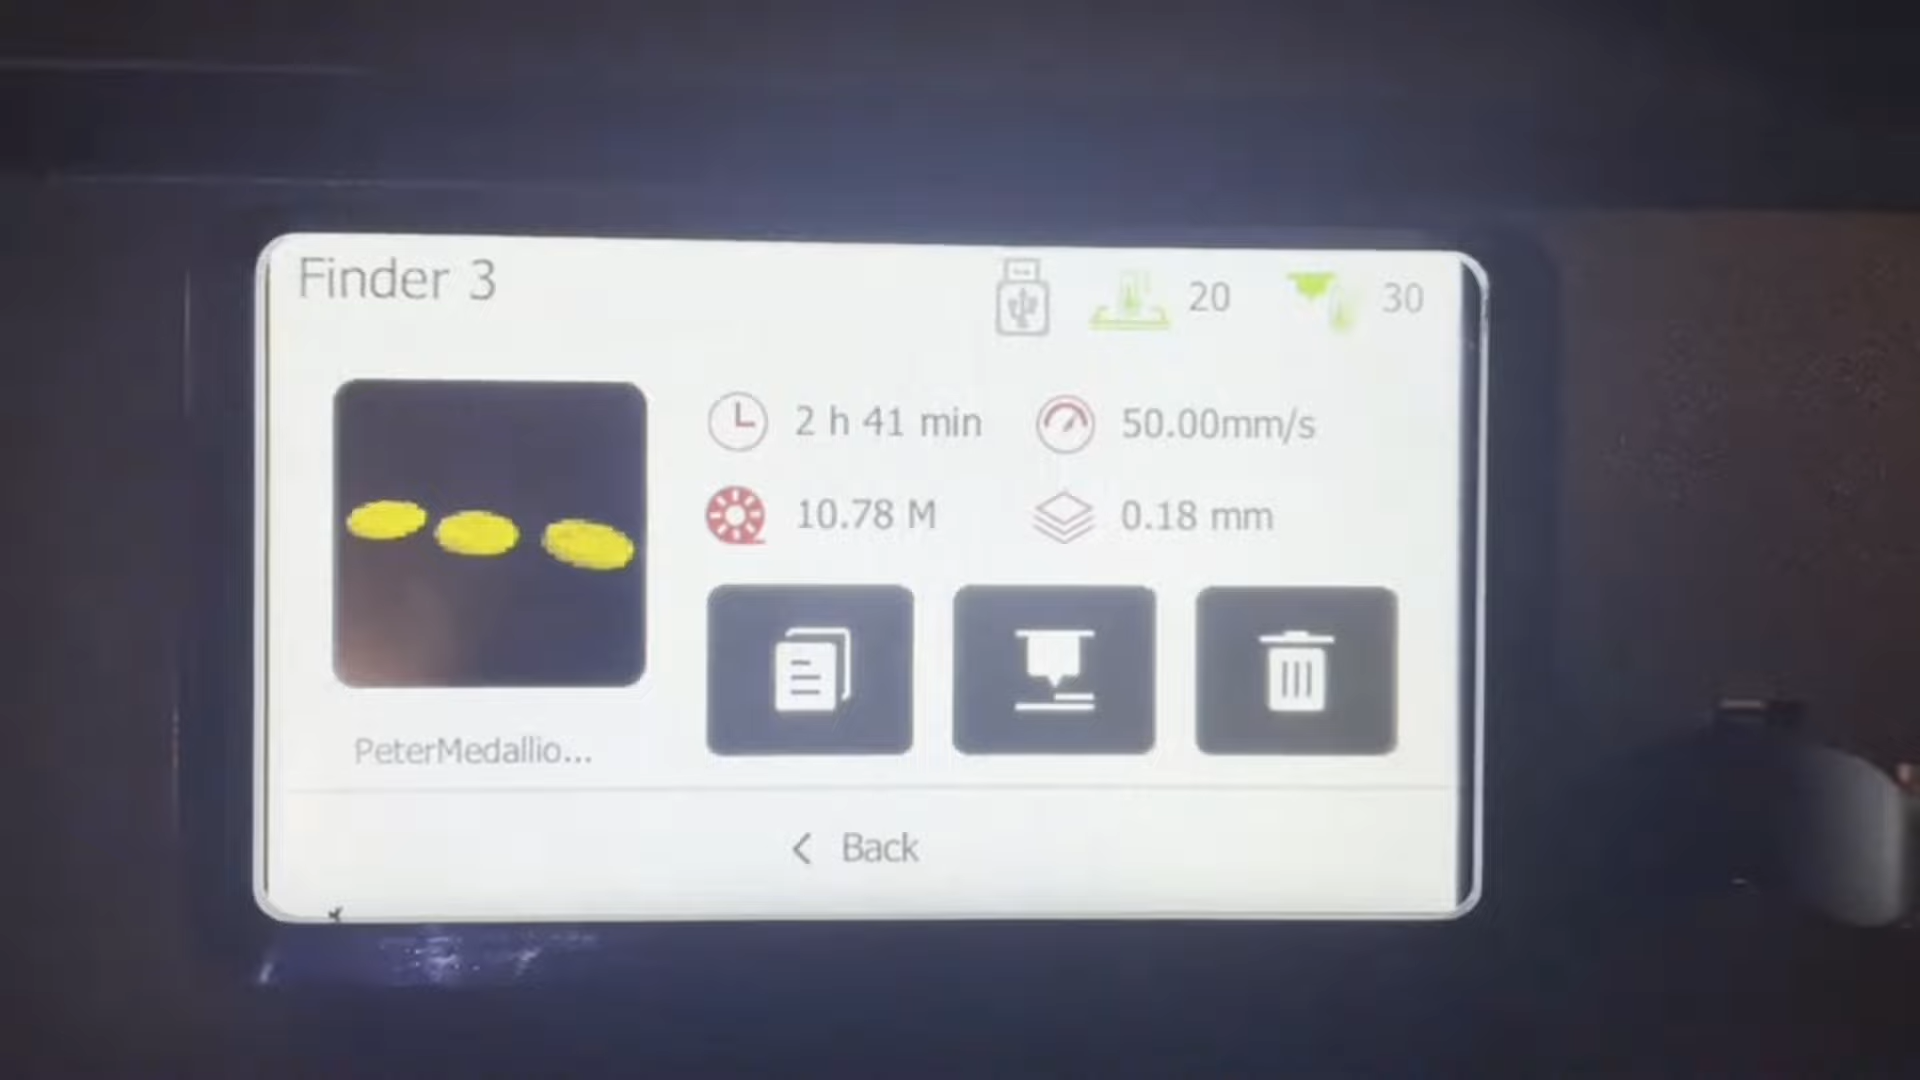 Finder 3
20
30
2 h 41 min
50.00mm/s
10.78 M
0.18 mm
PeterMedallio...
< Back